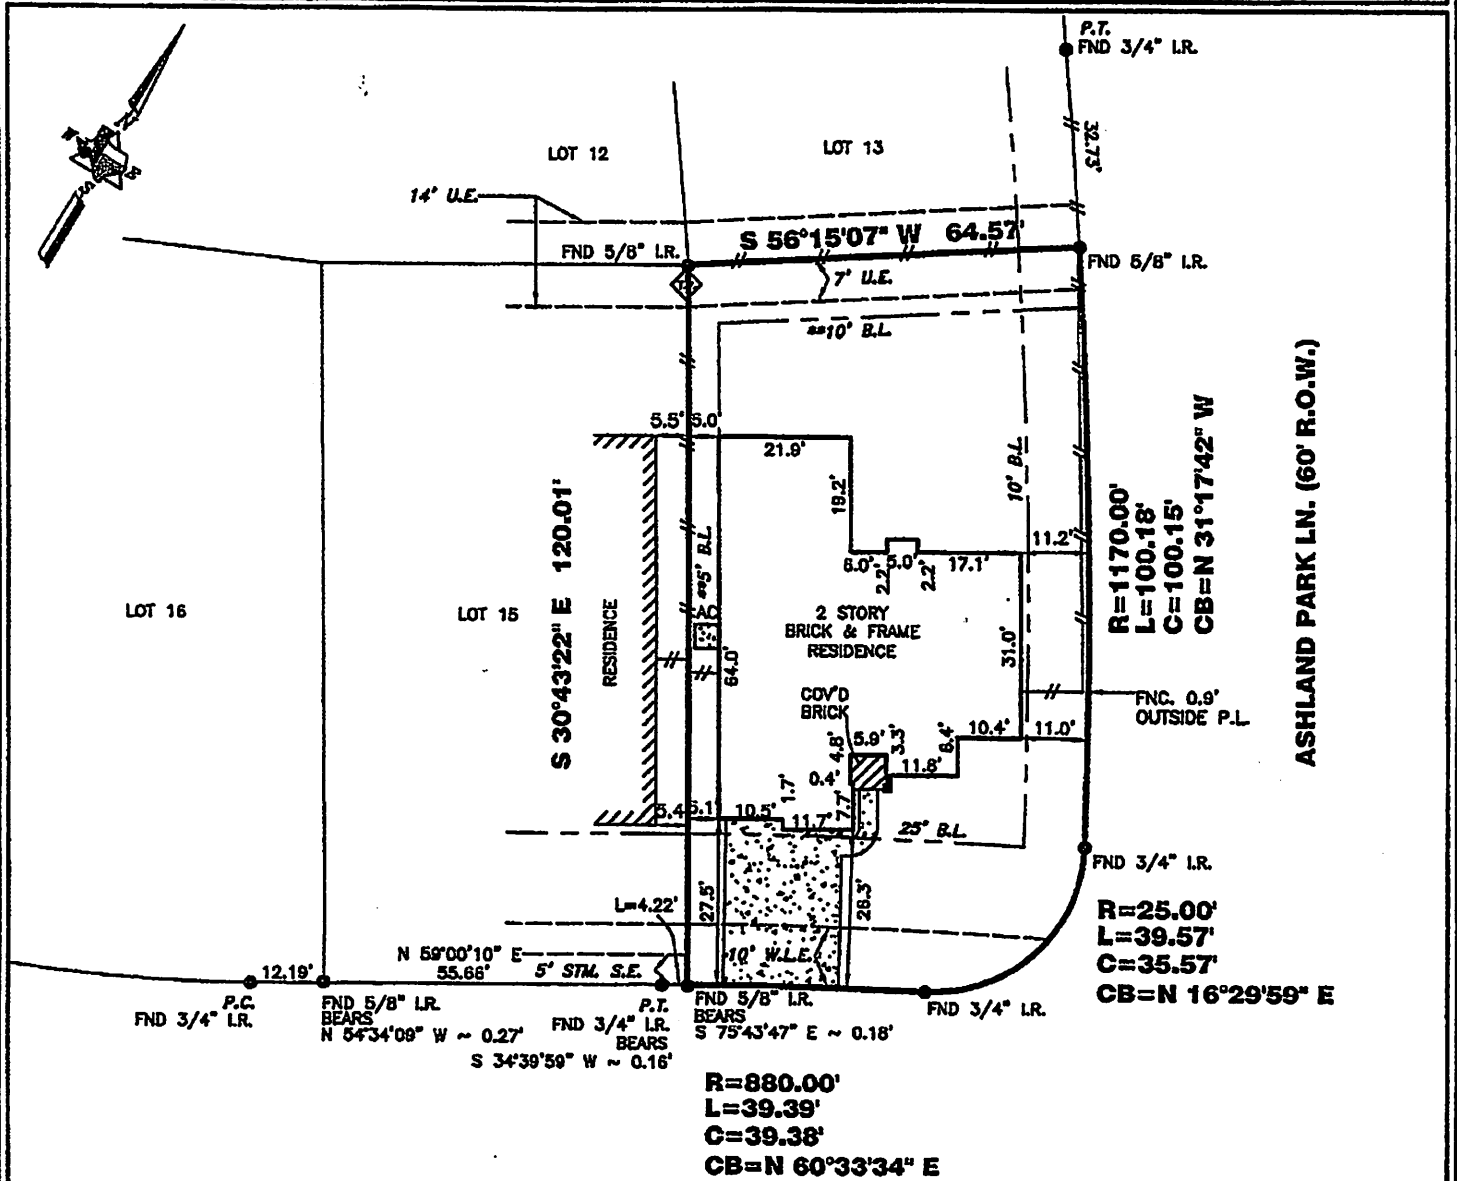 P.T.
FND 3/4" I.R.
32.73'
LOT 12
LOT 13
14' U.E.
S 56°15'07" W 64.57'
FND 5/8" I.R.
FND 5/8" I.R.
7' U.E.
**10' B.L.
5.5'
5.0'
21.9'
19.2'
10' B.L.
11.2'
6.0'
2.2'
5.0'
2.2'
17.1'
**5' B.L.
S 30°43'22" E 120.01'
LOT 16
LOT 15
RESIDENCE
AC
64.0'
2 STORY
BRICK & FRAME
RESIDENCE
31.0'
R=1170.00'
L=100.18'
C=100.15'
CB=N 31°17'42" W
ASHLAND PARK LN. (60' R.O.W.)
COV'D
BRICK
FNC. 0.9'
OUTSIDE P.L.
4.8'
5.9'
3.3'
6.4'
10.4'
11.0'
0.4'
11.8'
5.4'
5.1'
10.5'
1.7'
11.7'
7.7'
25' B.L.
FND 3/4" I.R.
L=4.22'
27.5'
26.3'
R=25.00'
L=39.57'
C=35.57'
CB=N 16°29'59" E
N 59°00'10" E
10' W.L.E.
12.19'
55.66'
5' STM. S.E.
P.C.
FND 3/4" I.R.
FND 5/8" I.R.
BEARS
N 54°34'09" W ~ 0.27'
P.T.
FND 3/4" I.R.
BEARS
S 34°39'59" W ~ 0.16'
FND 5/8" I.R.
BEARS
S 75°43'47" E ~ 0.18'
FND 3/4" I.R.
R=880.00'
L=39.39'
C=39.38'
CB=N 60°33'34" E